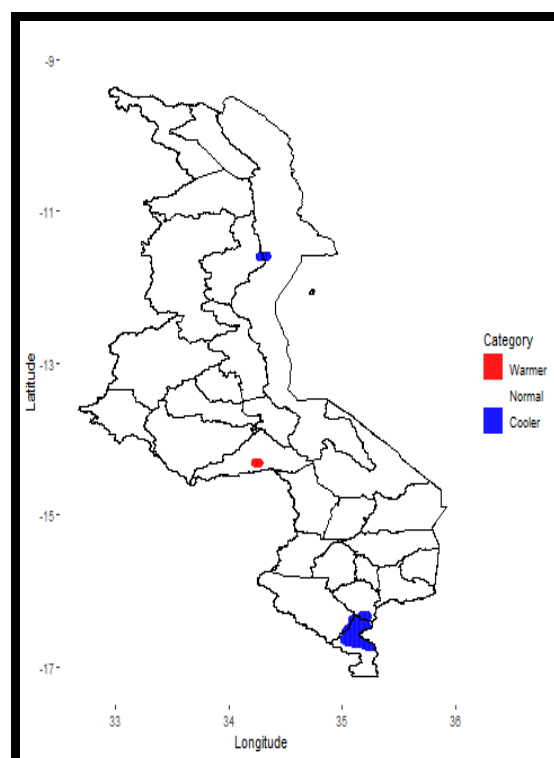 -9
-11
-13
-15
-17
Latitude
33 34 35 36
Longitude
Category
Warmer
Normal
Cooler